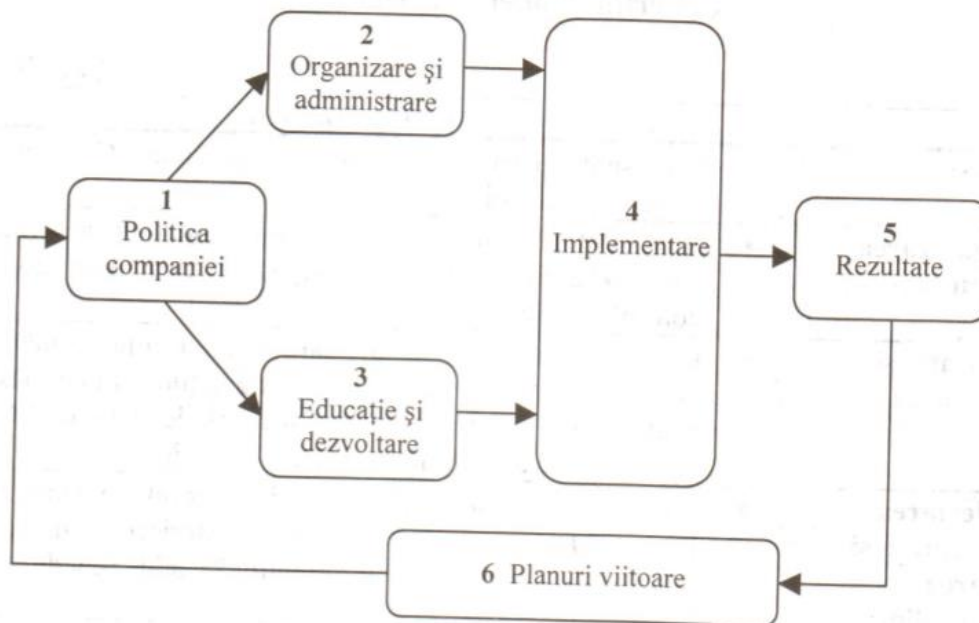 1
Politica
companiei
2
Organizare şi
administrare
3
Educaţie şi
dezvoltare
4
Implementare
5
Rezultate
6 Planuri viitoare